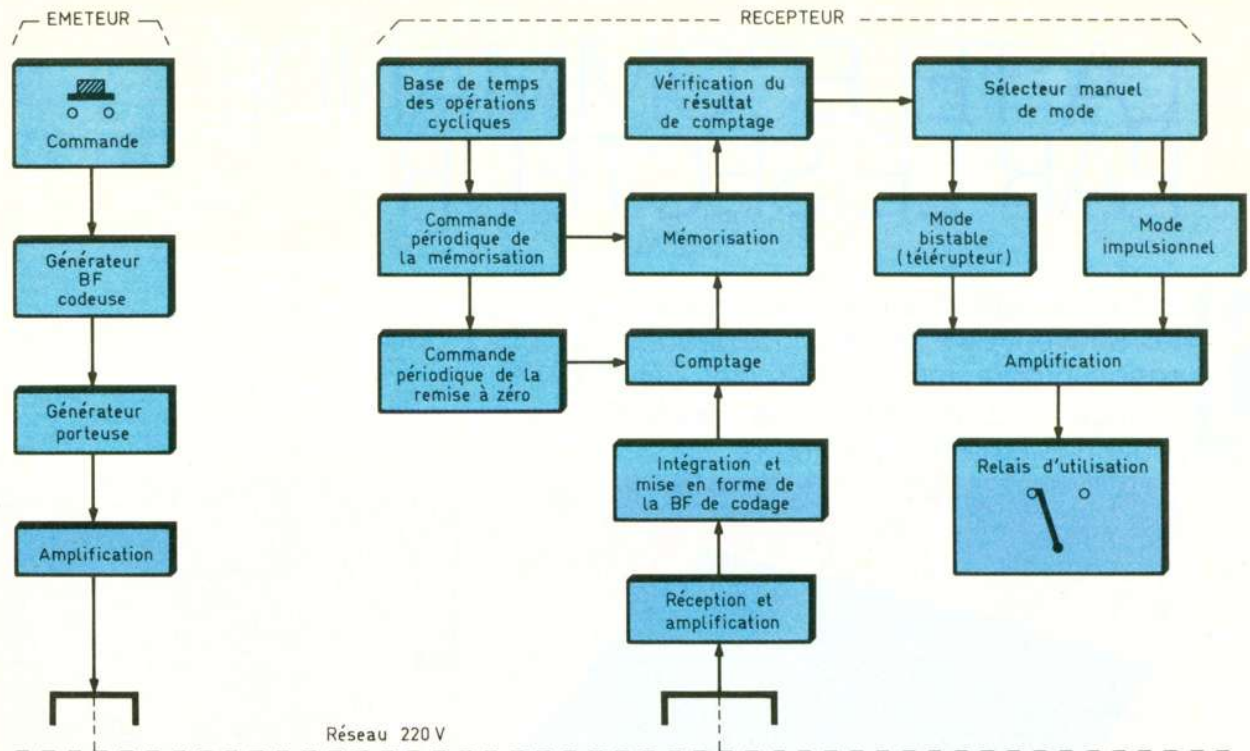 EMETEUR
Commande
Générateur
BF
codeuse
Générateur
porteuse
Amplification
RECEPTEUR
Base de temps
des opérations
cycliques
Commande
périodique de
la mémorisation
Commande
périodique de la
remise à zéro
Vérification du
résultat
de comptage
Mémorisation
Comptage
Intégration et
mise en forme de
la BF de codage
Réception et
amplification
Sélecteur manuel
de mode
Mode
bistable
(télérupteur)
Mode
impulsionnel
Amplification
Relais d'utilisation
Réseau 220 V